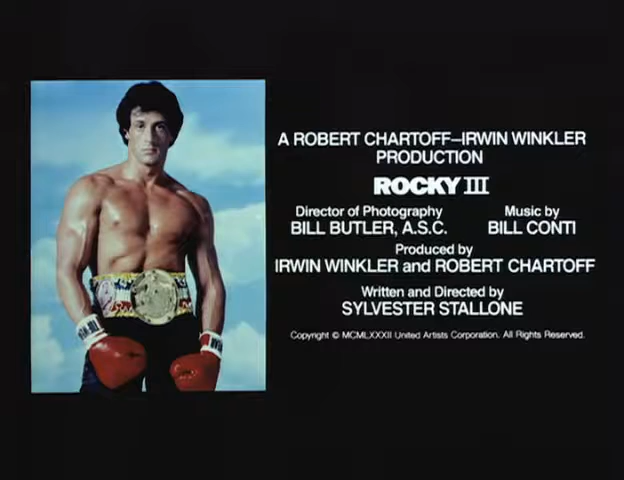 A ROBERT CHARTOFF–IRWIN WINKLER
PRODUCTION
ROCKY III
Director of Photography
BILL BUTLER, A.S.C.
Music by
BILL CONTI
Produced by
IRWIN WINKLER and ROBERT CHARTOFF
Written and Directed by
SYLVESTER STALLONE
Copyright © MCMLXXXII United Artists Corporation. All Rights Reserved.